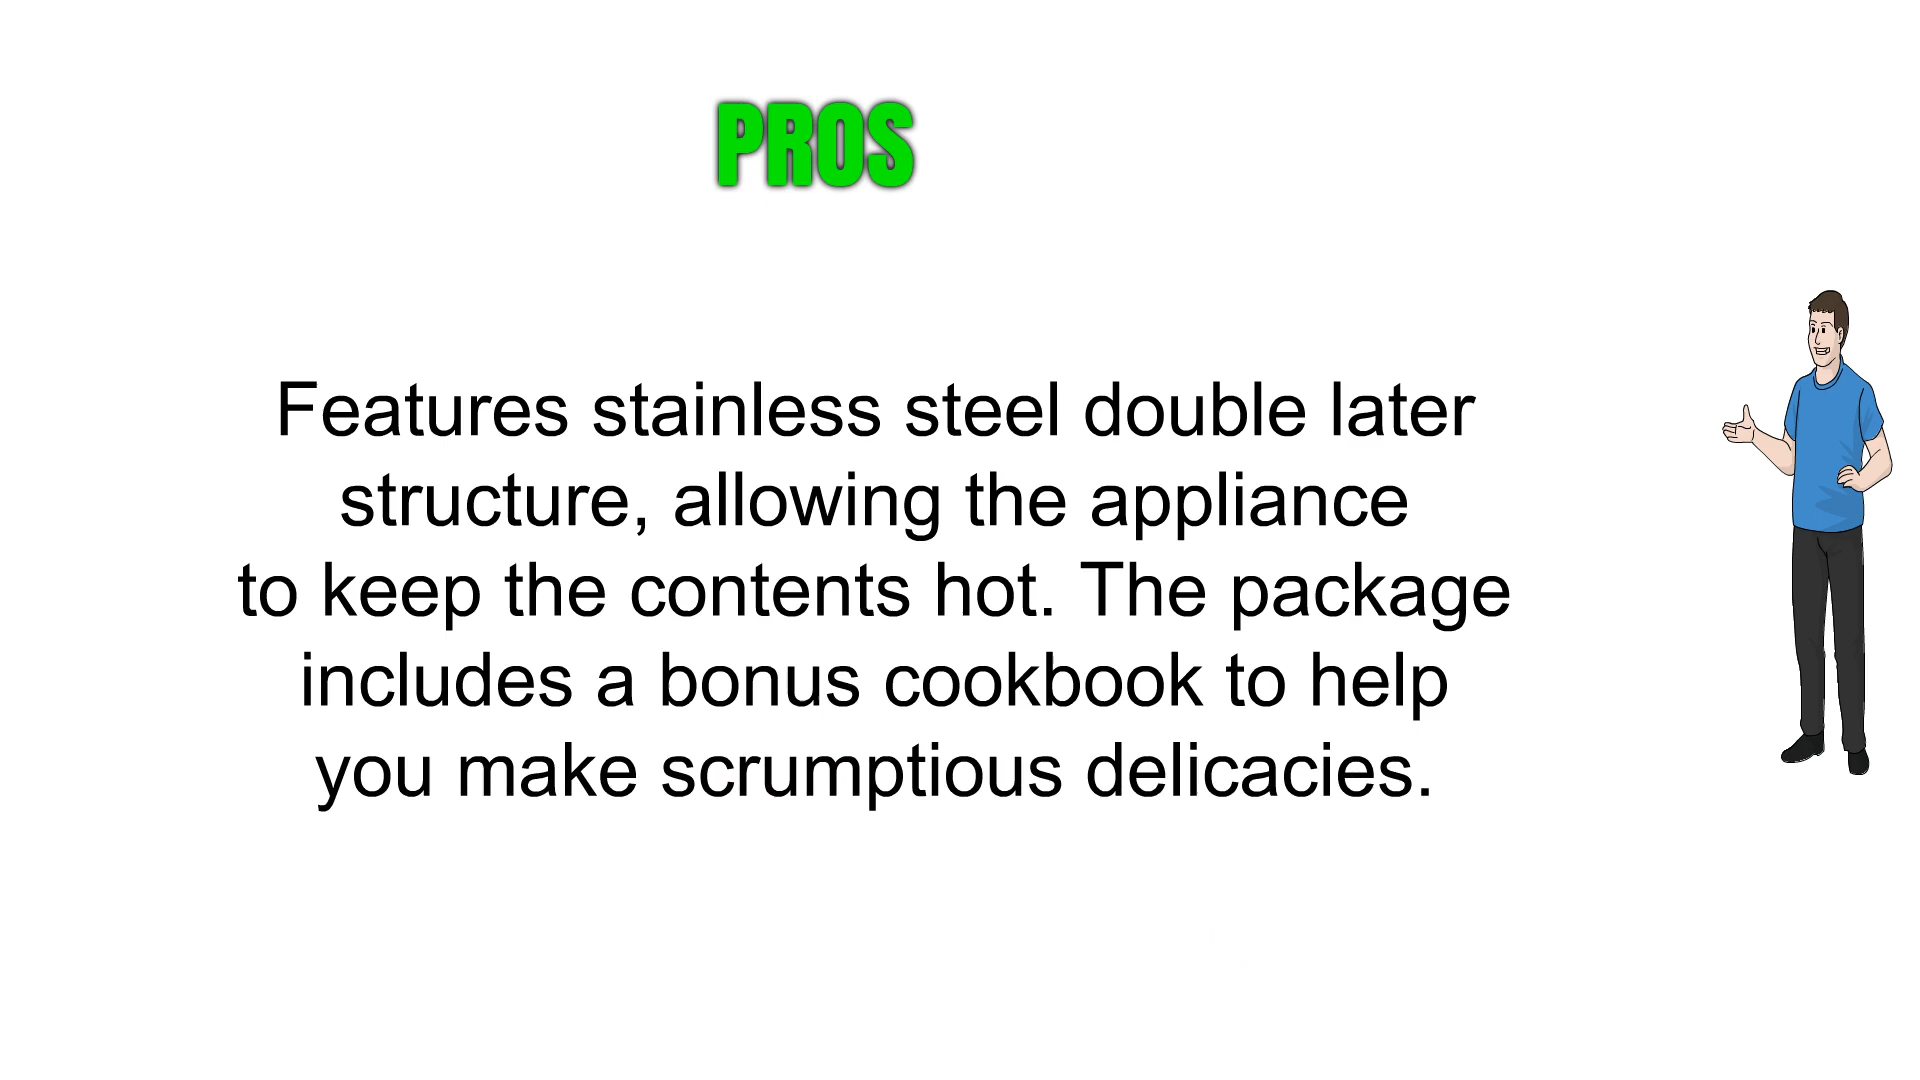 PROS
Features stainless steel double later
structure, allowing the appliance
to keep the contents hot. The package
includes a bonus cookbook to help
you make scrumptious delicacies.